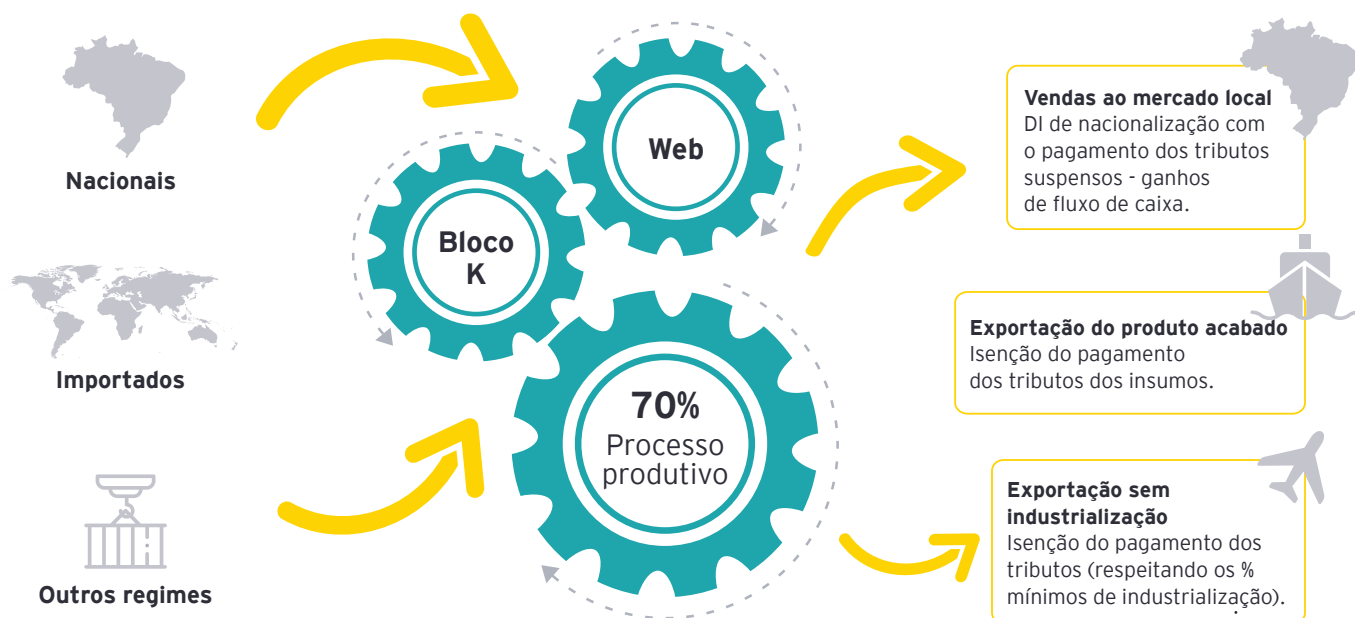 Nacionais
Importados
Outros regimes
Web
Bloco
K
70%
Processo
produtivo
Vendas ao mercado local
DI de nacionalização com
o pagamento dos tributos
suspensos - ganhos
de fluxo de caixa.
Exportação do produto acabado
Isenção do pagamento
dos tributos dos insumos.
Exportação sem
industrialização
Isenção do pagamento dos
tributos (respeitando os %
mínimos de industrialização).